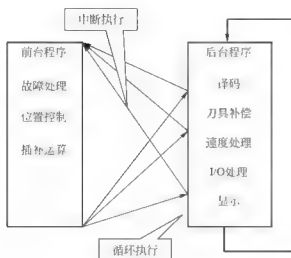 中断执行
前台程序
故障处理
位置控制
插补运算
后台程序
译码
刀具补偿
速度处理
I/O处理
显示
循环执行